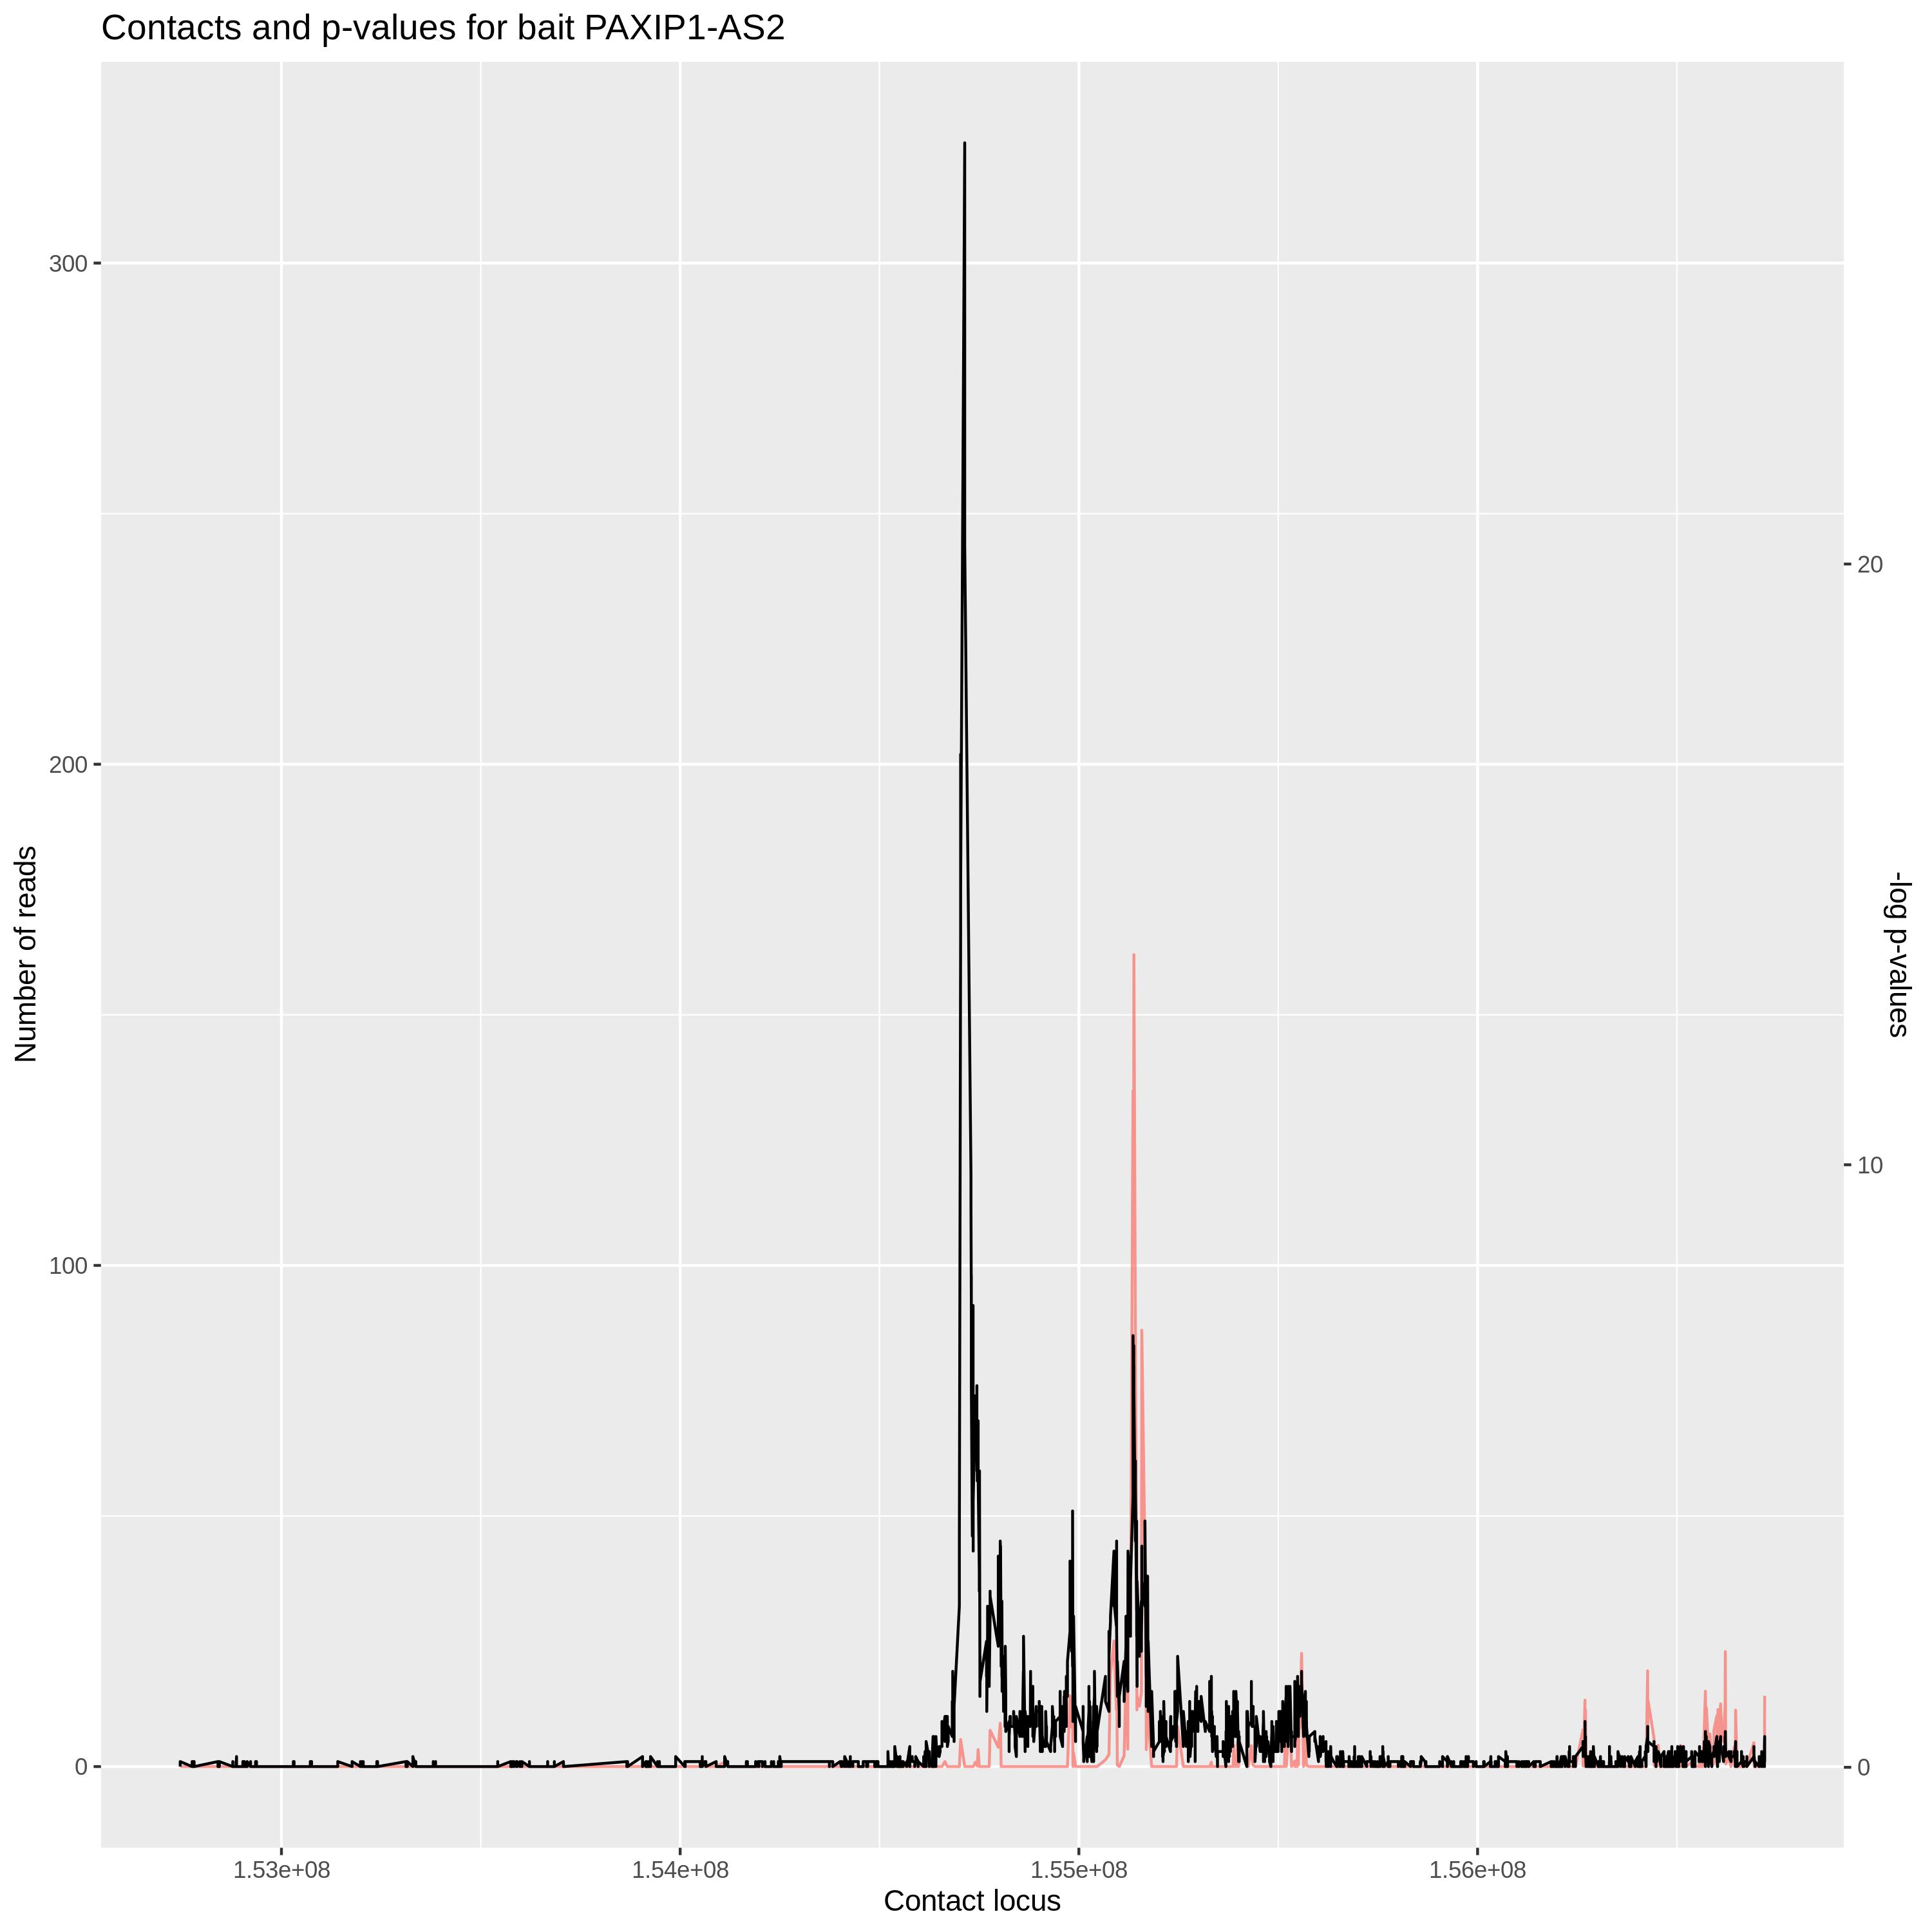 Contacts and p-values for bait PAXIP1-AS2
300
200
100
0
Number of reads
20
10
0
-log p-values
1.53e+08
1.54e+08
1.55e+08
1.56e+08
Contact locus